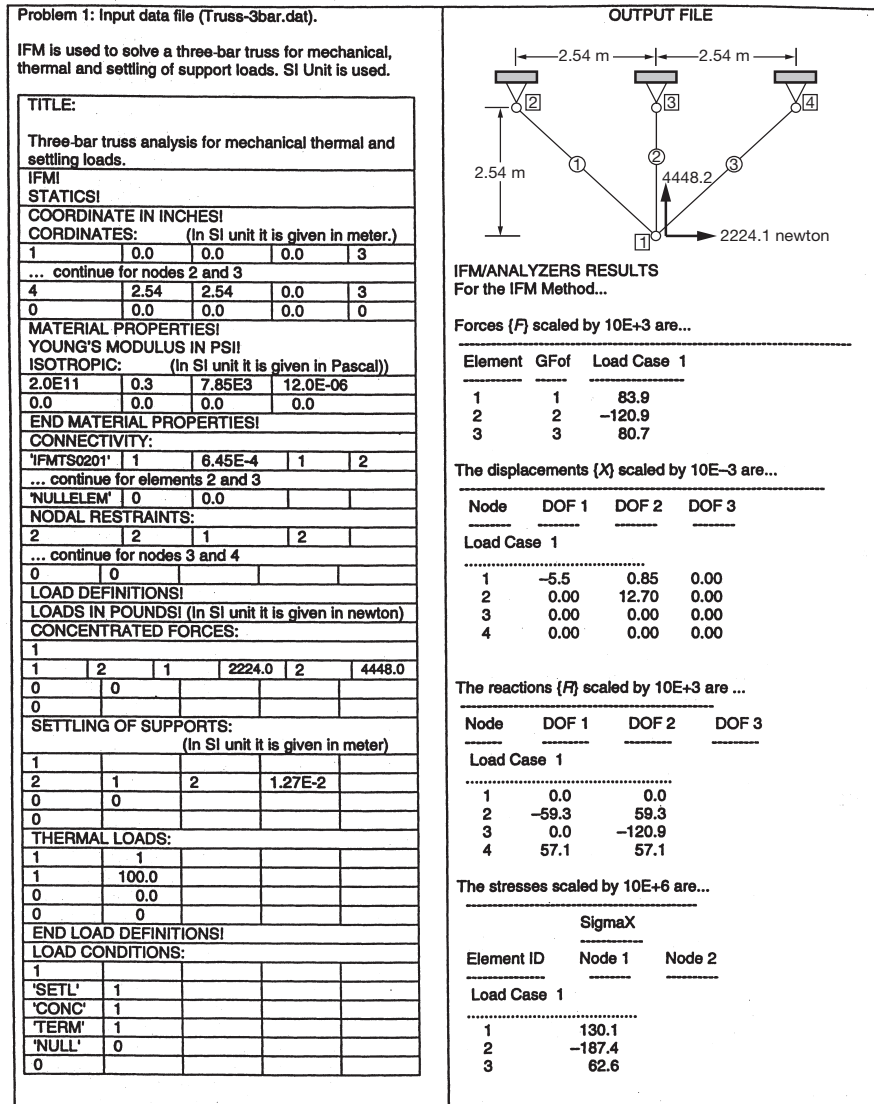 Problem 1: Input data file (Truss-3bar.dat).
IFM is used to solve a three-bar truss for mechanical,
thermal and settling of support loads. SI Unit is used.
TITLE:
Three-bar truss analysis for mechanical thermal and
settling loads.
IFM!
STATICS!
COORDINATE IN INCHES!
CORDINATES: (In SI unit it is given in meter.)
1 0.0 0.0 0.0 3
... continue for nodes 2 and 3
4 2.54 2.54 0.0 3
0 0.0 0.0 0.0 0
MATERIAL PROPERTIES!
YOUNG'S MODULUS IN PSI!
ISOTROPIC: (In SI unit it is given in Pascal))
2.0E11 0.3 7.85E3 12.0E-06
0.0 0.0 0.0 0.0
END MATERIAL PROPERTIES!
CONNECTIVITY:
'IFMTS0201' 1 6.45E-4 1 2
... continue for elements 2 and 3
'NULLELEM' 0 0.0
NODAL RESTRAINTS:
2 2 1 2
... continue for nodes 3 and 4
0 0
LOAD DEFINITIONS!
LOADS IN POUNDS! (In SI unit it is given in newton)
CONCENTRATED FORCES:
1
1 2 1 2224.0 2 4448.0
0 0
0
SETTLING OF SUPPORTS:
(In SI unit it is given in meter)
1
2 1 2 1.27E-2
0 0
0
THERMAL LOADS:
1 1
1 100.0
0 0.0
0 0
END LOAD DEFINITIONS!
LOAD CONDITIONS:
1
'SETL' 1
'CONC' 1
'TERM' 1
'NULL' 0
0
OUTPUT FILE
2.54 m 2.54 m
2 3 4
2.54 m
1 2 3
4448.2
1
2224.1 newton
IFM/ANALYZERS RESULTS
For the IFM Method...
Forces {F} scaled by 10E+3 are...
Element GFof Load Case 1
1 1 83.9
2 2 −120.9
3 3 80.7
The displacements {X} scaled by 10E−3 are...
Node DOF 1 DOF 2 DOF 3
Load Case 1
1 −5.5 0.85 0.00
2 0.00 12.70 0.00
3 0.00 0.00 0.00
4 0.00 0.00 0.00
The reactions {R} scaled by 10E+3 are ...
Node DOF 1 DOF 2 DOF 3
Load Case 1
1 0.0 0.0
2 −59.3 59.3
3 0.0 −120.9
4 57.1 57.1
The stresses scaled by 10E+6 are...
SigmaX
Element ID Node 1 Node 2
Load Case 1
1 130.1
2 −187.4
3 62.6